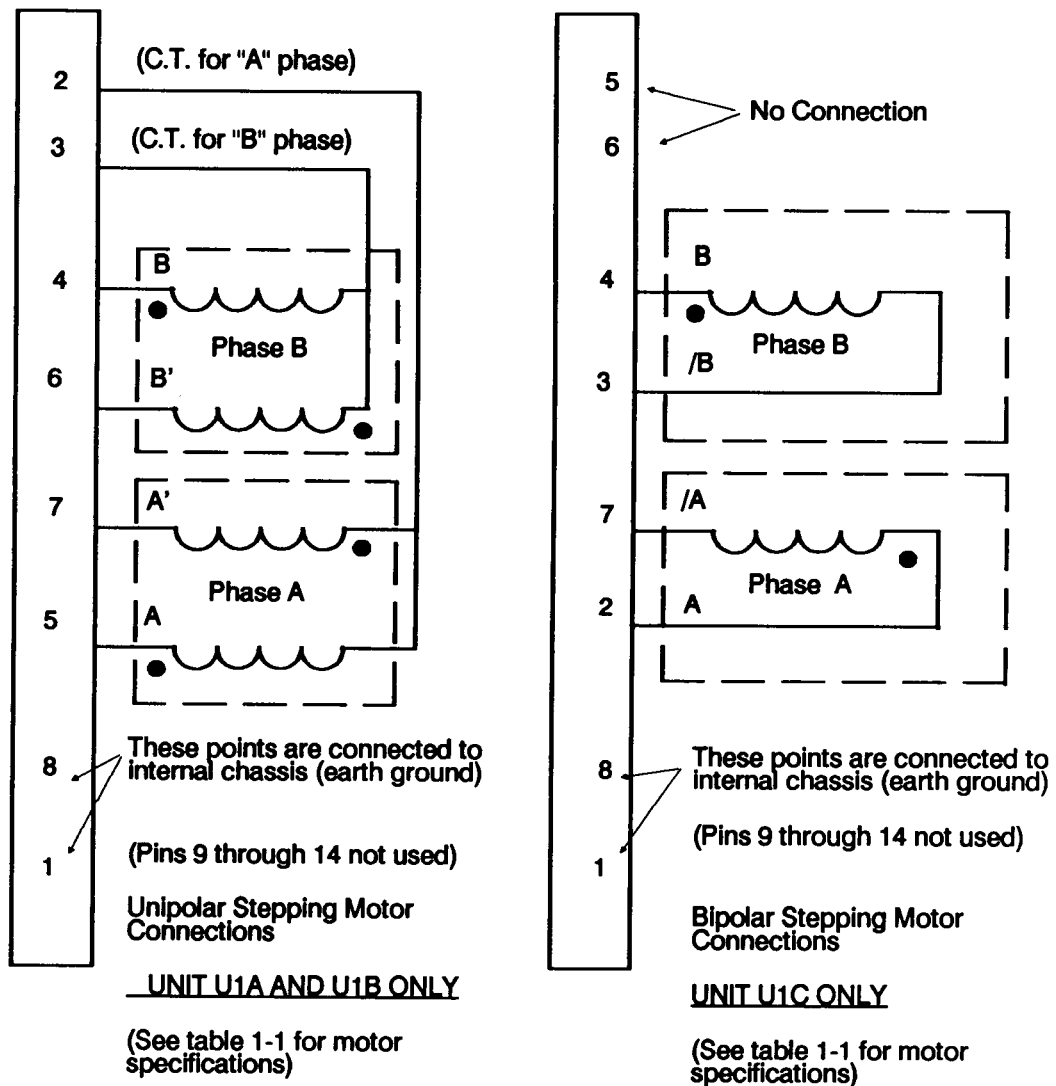 2
(C.T. for "A" phase)
3
(C.T. for "B" phase)
4
B
Phase B
6
B'
7
A'
Phase A
5
A
8
These points are connected to
internal chassis (earth ground)
1
(Pins 9 through 14 not used)
Unipolar Stepping Motor
Connections
UNIT U1A AND U1B ONLY
(See table 1-1 for motor
specifications)
5
No Connection
6
B
4
Phase B
/B
3
/A
7
Phase A
2
A
8
These points are connected to
internal chassis (earth ground)
(Pins 9 through 14 not used)
1
Bipolar Stepping Motor
Connections
UNIT U1C ONLY
(See table 1-1 for motor
specifications)